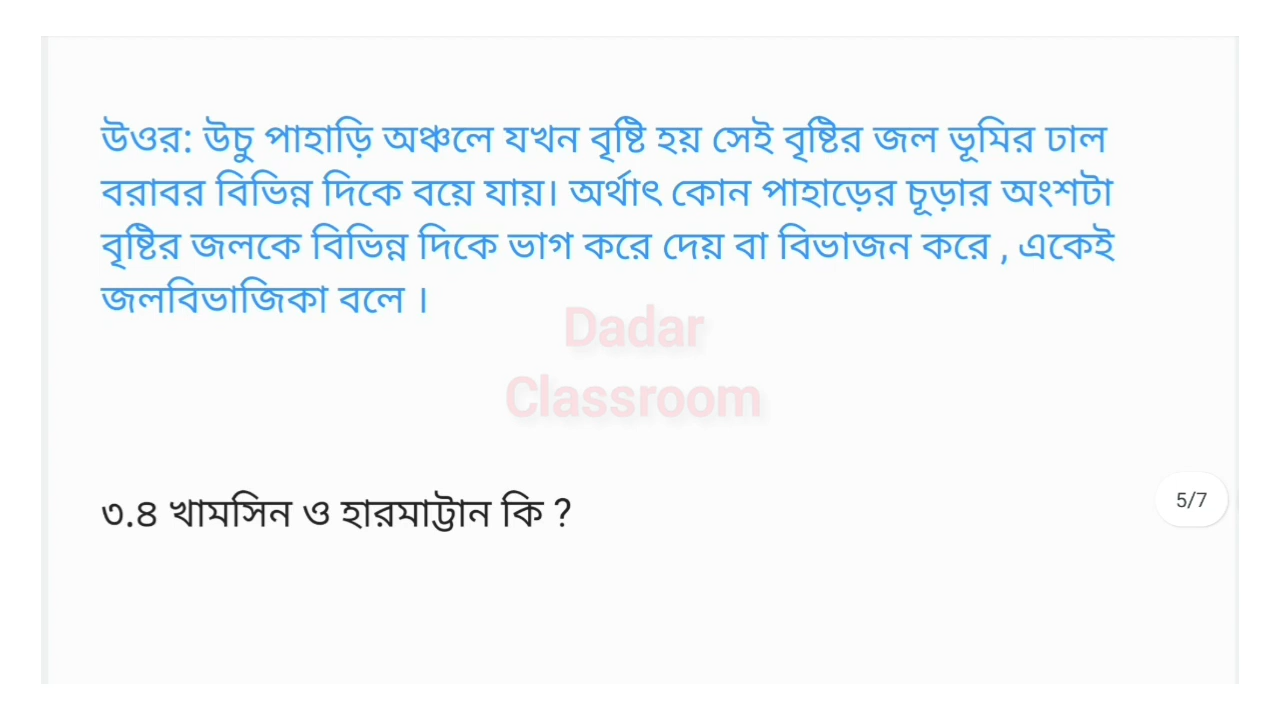 উওর: উচু পাহাড়ি অঞ্চলে যখন বৃষ্টি হয় সেই বৃষ্টির জল ভূমির ঢাল
বরাবর বিভিন্ন দিকে বয়ে যায়। অর্থাৎ কোন পাহাড়ের চূড়ার অংশটা
বৃষ্টির জলকে বিভিন্ন দিকে ভাগ করে দেয় বা বিভাজন করে , একেই
জলবিভাজিকা বলে ।
Dadar
Classroom
৩.৪ খামসিন ও হারমাট্টান কি ?
5/7